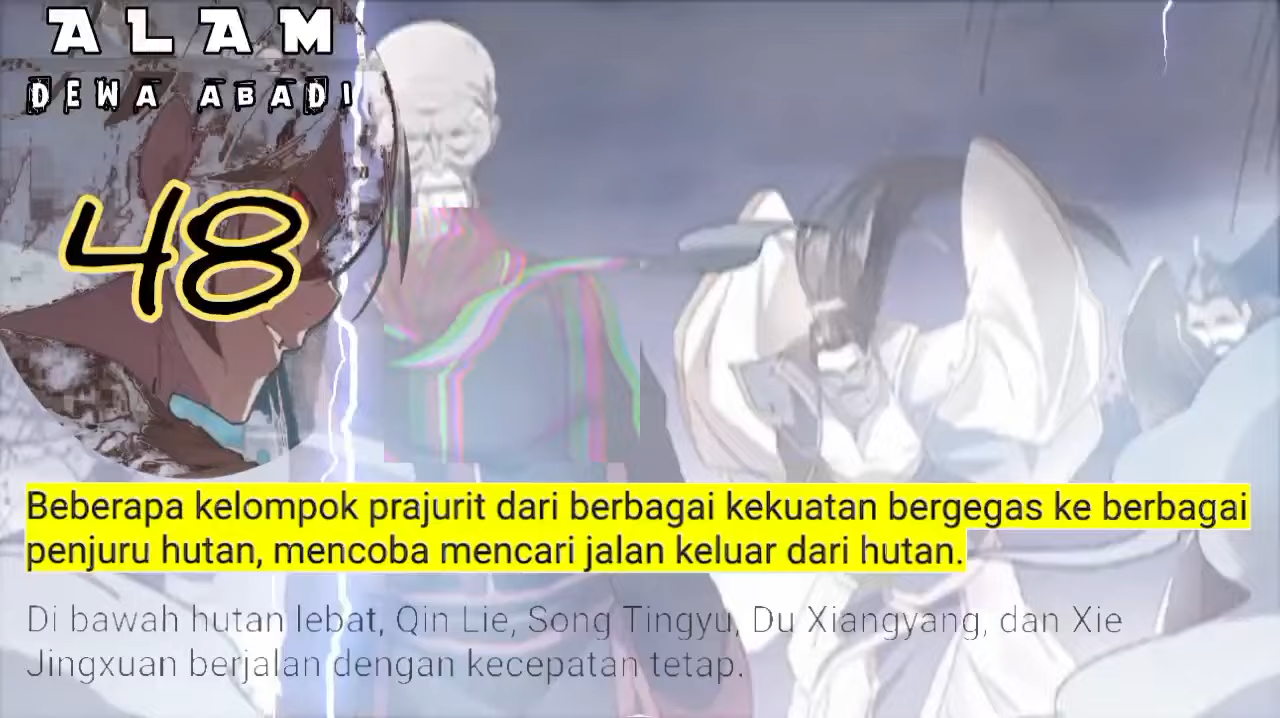 ALAM
DEWA ABADI
48
Beberapa kelompok prajurit dari berbagai kekuatan bergegas ke berbagai
penjuru hutan, mencoba mencari jalan keluar dari hutan.
Di bawah hutan lebat, Qin Lie, Song Tingyu, Du Xiangyang, dan Xie
Jingxuan berjalan dengan kecepatan tetap.